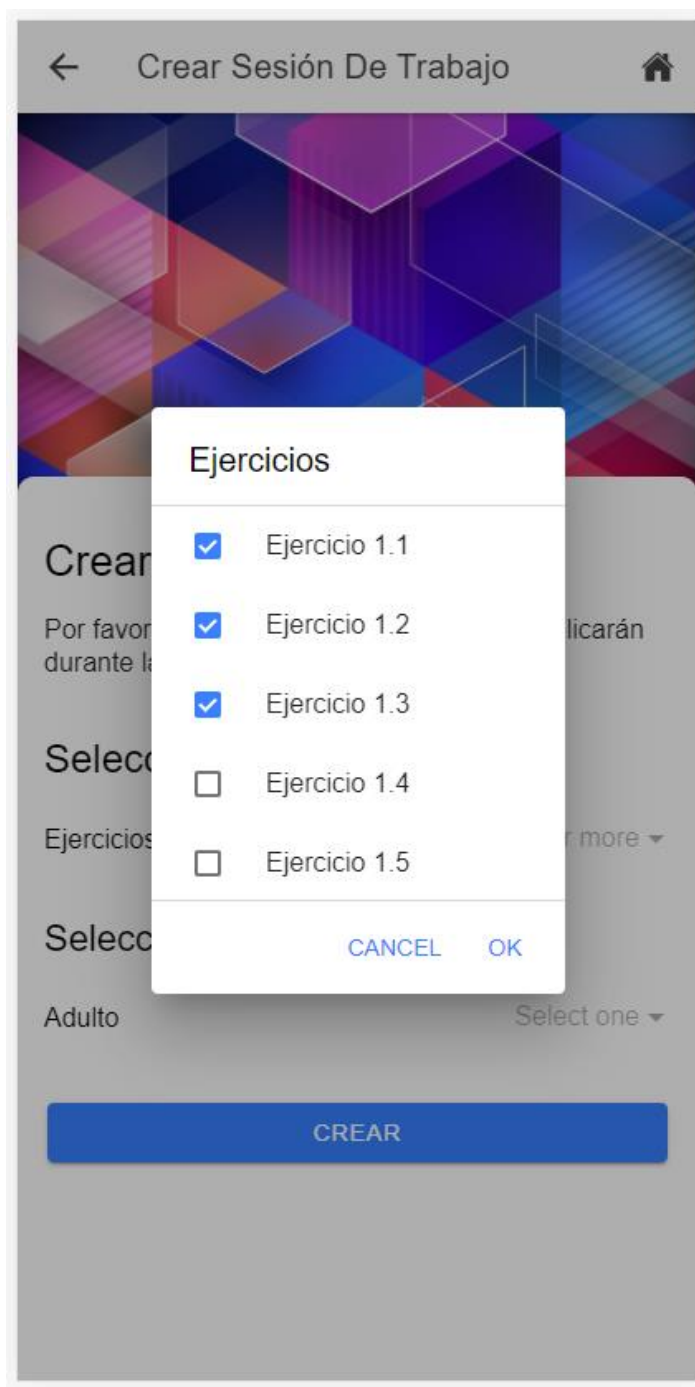 Crear Sesión De Trabajo
Ejercicios
Ejercicio 1.1
Ejercicio 1.2
Ejercicio 1.3
Ejercicio 1.4
Ejercicio 1.5
CANCEL OK
Crear
Por favor licarán
durante
Selecc
Ejercicios more
Selecc
Adulto Select one
CREAR